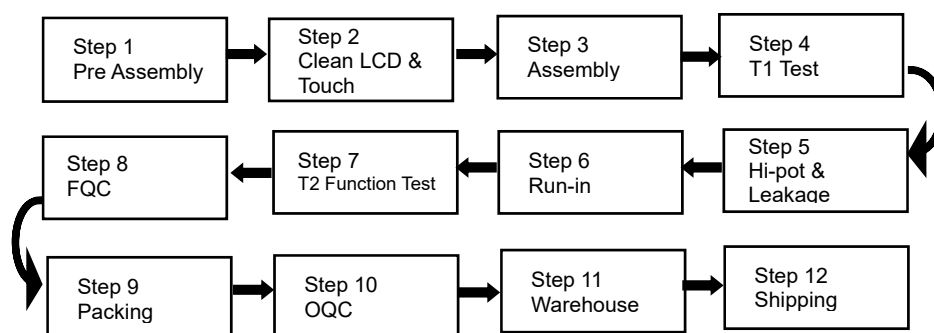 Step 1
Pre Assembly
Step 2
Clean LCD &
Touch
Step 3
Assembly
Step 4
T1 Test
Step 5
Hi-pot &
Leakage
Step 6
Run-in
Step 7
T2 Function Test
Step 8
FQC
Step 9
Packing
Step 10
OQC
Step 11
Warehouse
Step 12
Shipping